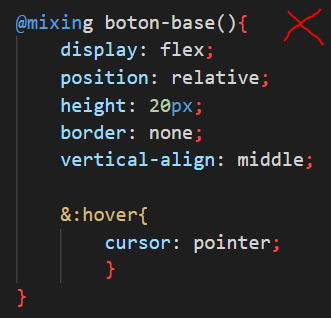 @mixing boton-base(){
display: flex;
position: relative;
height: 20px;
border: none;
vertical-align: middle;
&:hover{
cursor: pointer;
}
}